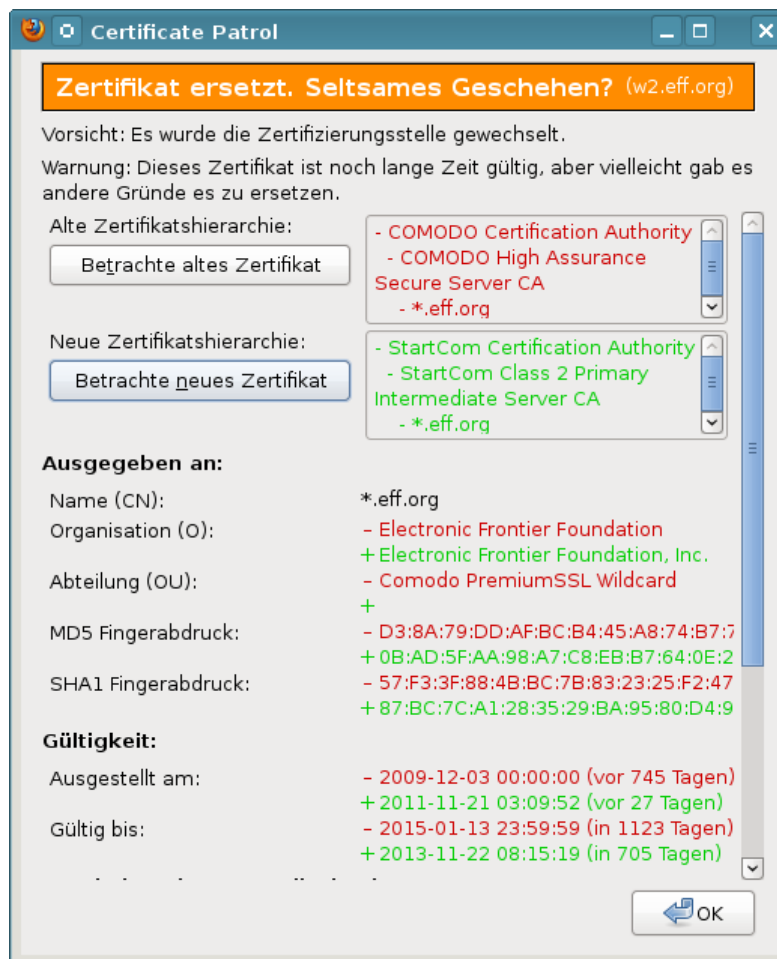 Certificate Patrol
Zertifikat ersetzt. Seltsames Geschehen? (w2.eff.org)
Vorsicht: Es wurde die Zertifizierungsstelle gewechselt.
Warnung: Dieses Zertifikat ist noch lange Zeit gültig, aber vielleicht gab es
andere Gründe es zu ersetzen.
Alte Zertifikatshierarchie:
Betrachte altes Zertifikat
- COMODO Certification Authority
- COMODO High Assurance
Secure Server CA
- *.eff.org
Neue Zertifikatshierarchie:
Betrachte neues Zertifikat
- StartCom Certification Authority
- StartCom Class 2 Primary
Intermediate Server CA
- *.eff.org
Ausgegeben an:
Name (CN): *.eff.org
Organisation (O): – Electronic Frontier Foundation
+ Electronic Frontier Foundation, Inc.
Abteilung (OU): – Comodo PremiumSSL Wildcard
+
MD5 Fingerabdruck: – D3:8A:79:DD:AF:BC:B4:45:A8:74:B7:7
+ 0B:AD:5F:AA:98:A7:C8:EB:B7:64:0E:2
SHA1 Fingerabdruck: – 57:F3:3F:88:4B:BC:7B:83:23:25:F2:47
+ 87:BC:7C:A1:28:35:29:BA:95:80:D4:9
Gültigkeit:
Ausgestellt am: – 2009-12-03 00:00:00 (vor 745 Tagen)
+ 2011-11-21 03:09:52 (vor 27 Tagen)
Gültig bis: – 2015-01-13 23:59:59 (in 1123 Tagen)
+ 2013-11-22 08:15:19 (in 705 Tagen)
OK